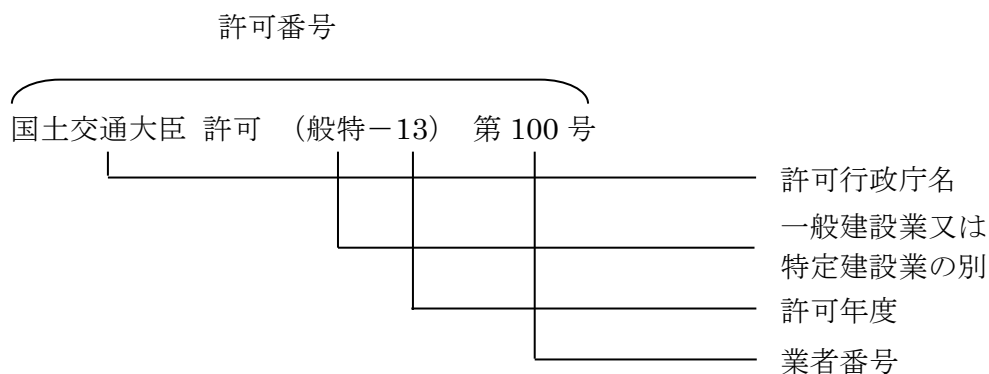 許可番号
国土交通大臣 許可 （般特－13） 第 100 号
許可行政庁名
一般建設業又は
特定建設業の別
許可年度
業者番号